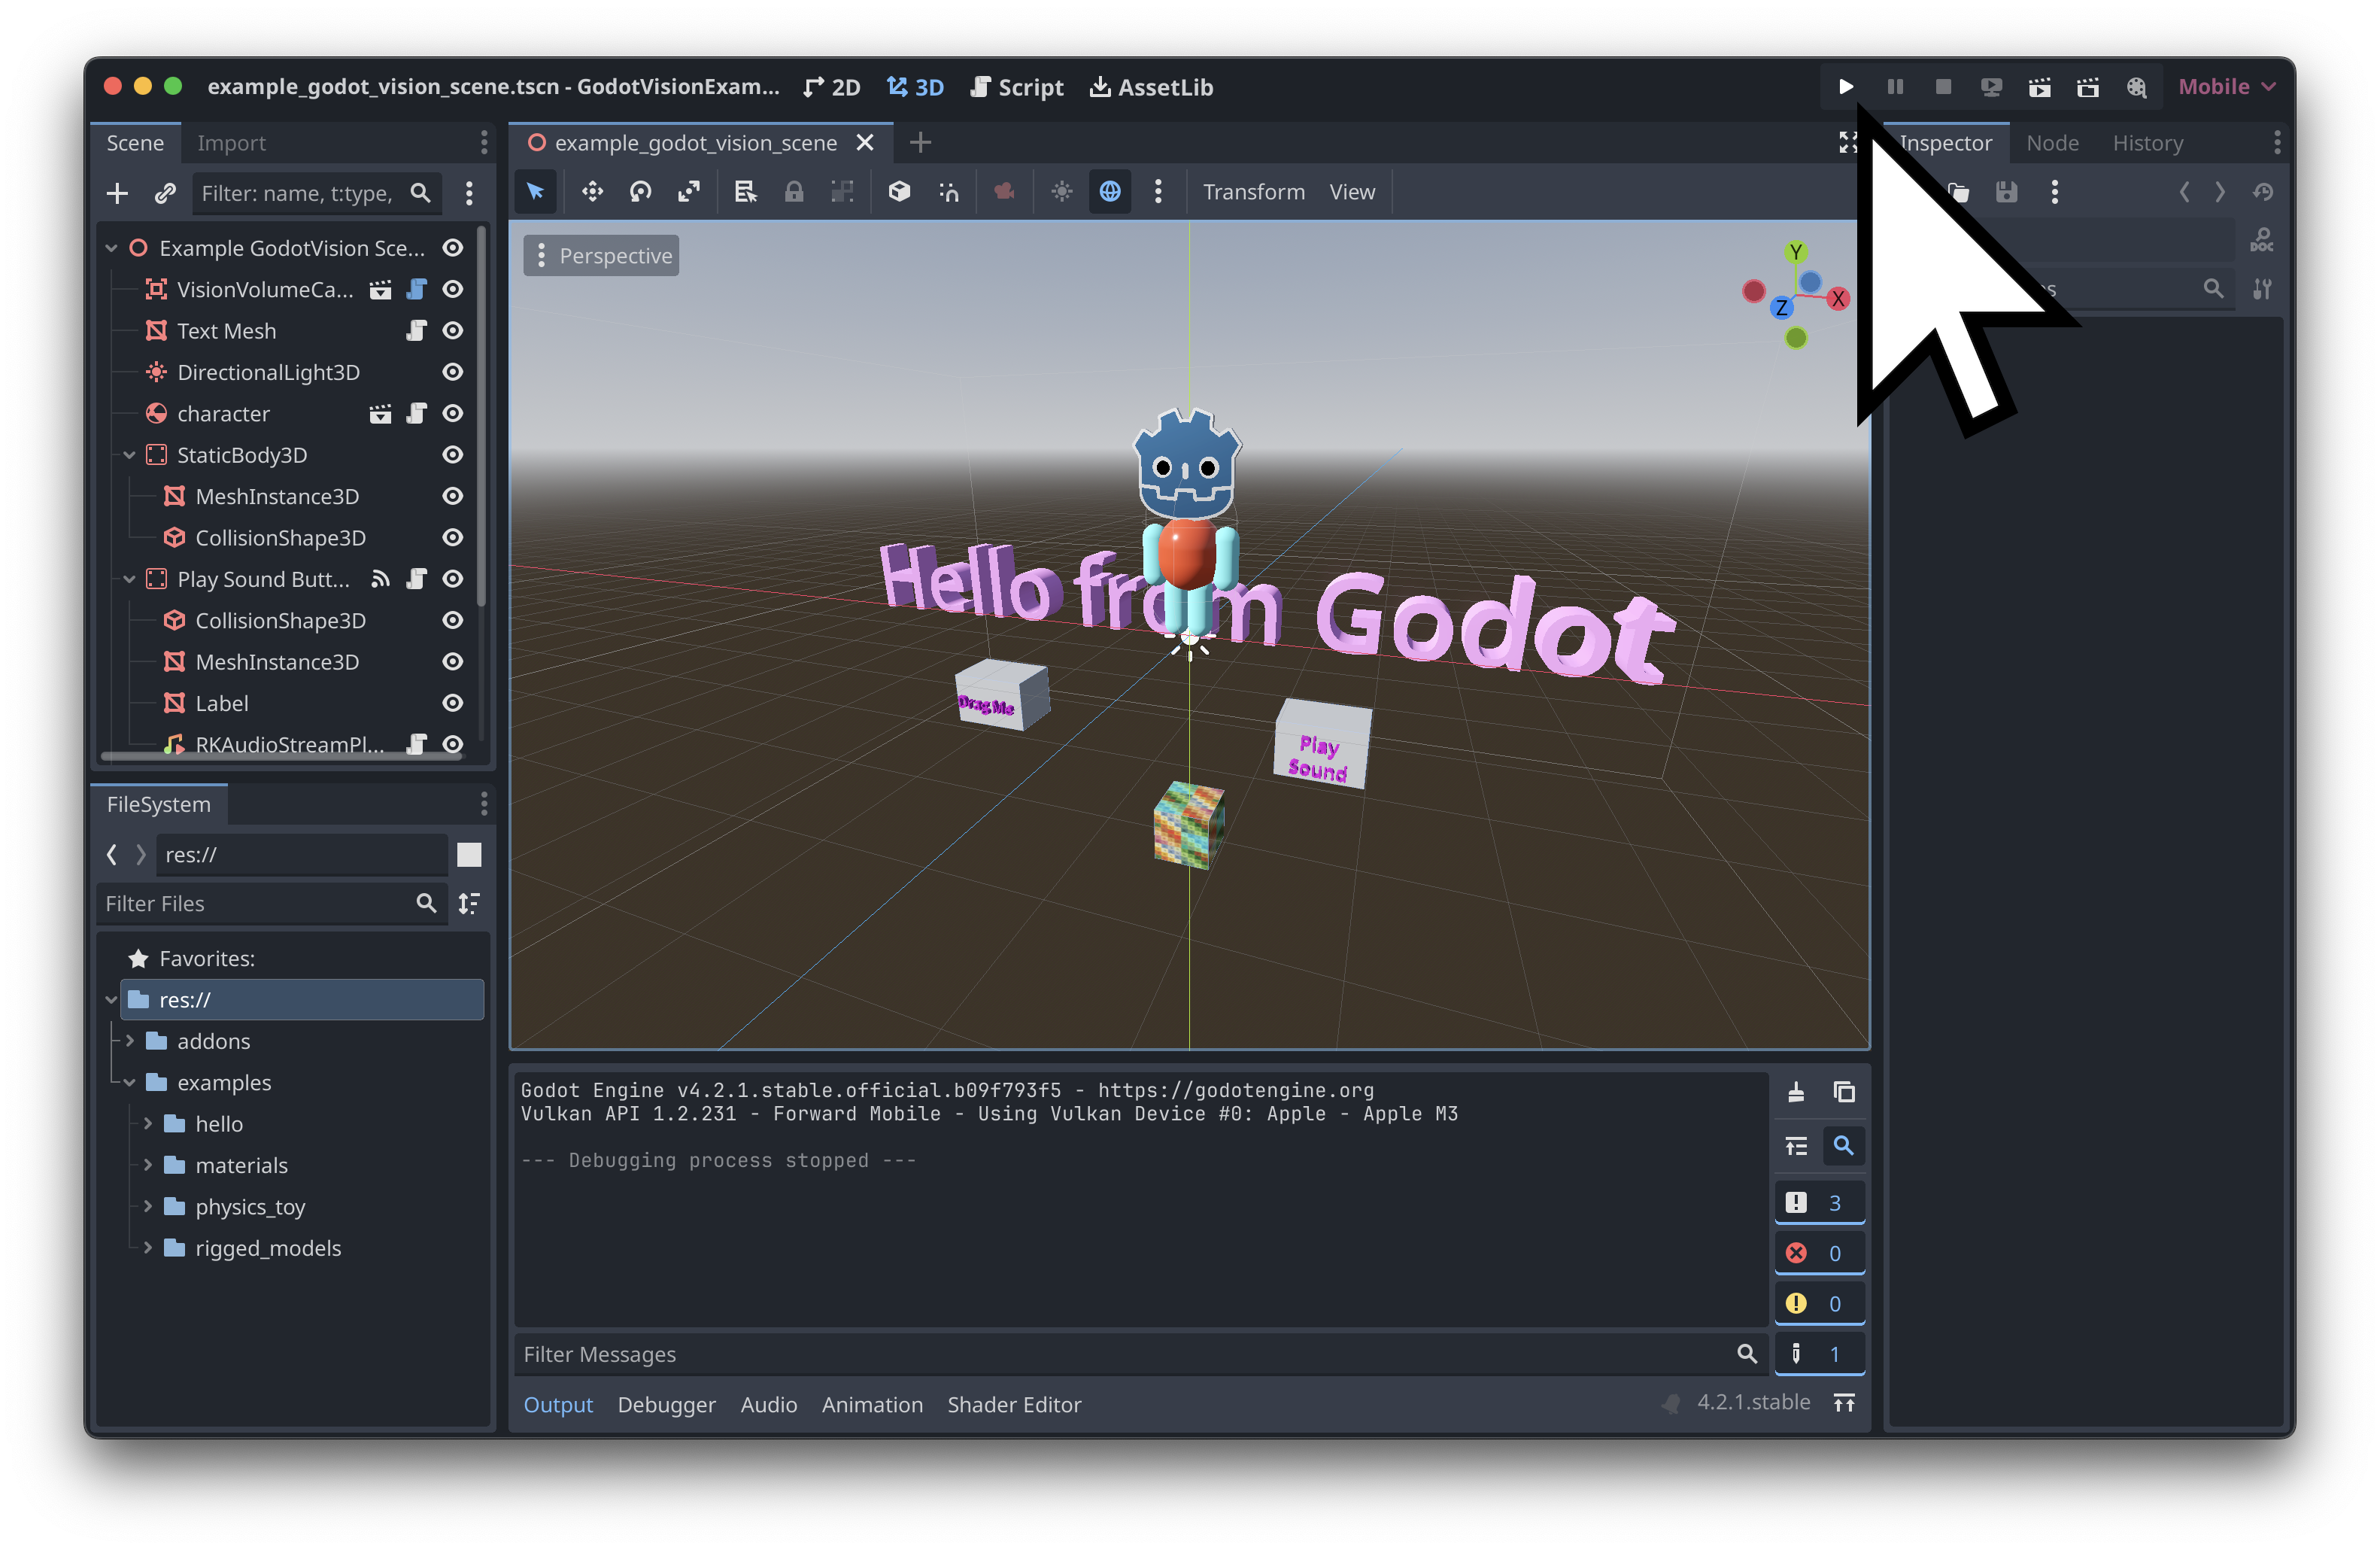 example_godot_vision_scene.tscn - GodotVisionExam...
2D
3D
Script
AssetLib
Mobile
Scene
Import
Filter: name, t:type,
Example GodotVision Sce...
VisionVolumeCa...
Text Mesh
DirectionalLight3D
character
StaticBody3D
MeshInstance3D
CollisionShape3D
Play Sound Butt...
CollisionShape3D
MeshInstance3D
Label
RKAudioStreamPl...
FileSystem
res://
Filter Files
Favorites:
res://
addons
examples
hello
materials
physics_toy
rigged_models
example_godot_vision_scene
Transform
View
Perspective
Y
X
Z
Hello from Godot
Drag Me
Play
Sound
Godot Engine v4.2.1.stable.official.b09f793f5 - https://godotengine.org
Vulkan API 1.2.231 - Forward Mobile - Using Vulkan Device #0: Apple - Apple M3
--- Debugging process stopped ---
3
0
0
1
Filter Messages
Output
Debugger
Audio
Animation
Shader Editor
4.2.1.stable
Inspector
Node
History
DOC